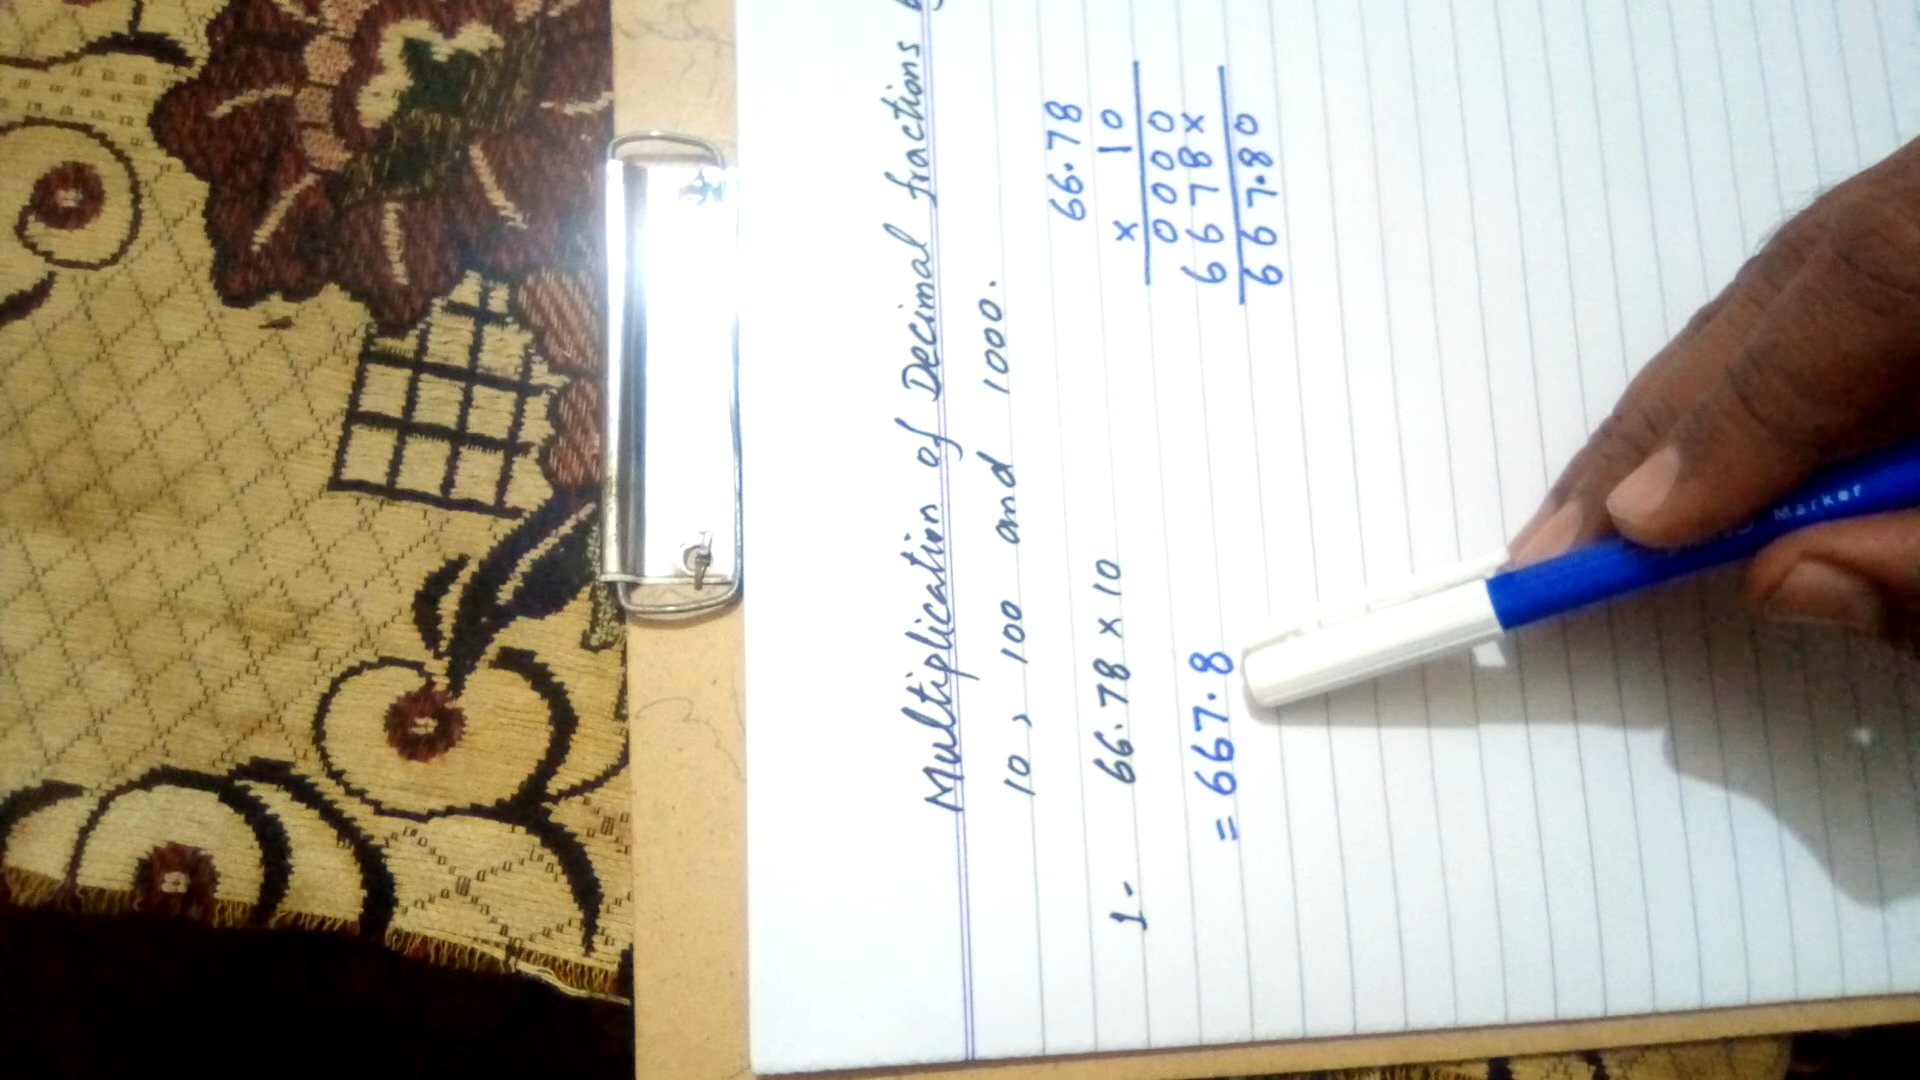 Multiplication of Decimal fractions
10, 100 and 1000.
1- 66.78 × 10
= 667.8
66.78
× 10
0000
6678×
667.80
Marker